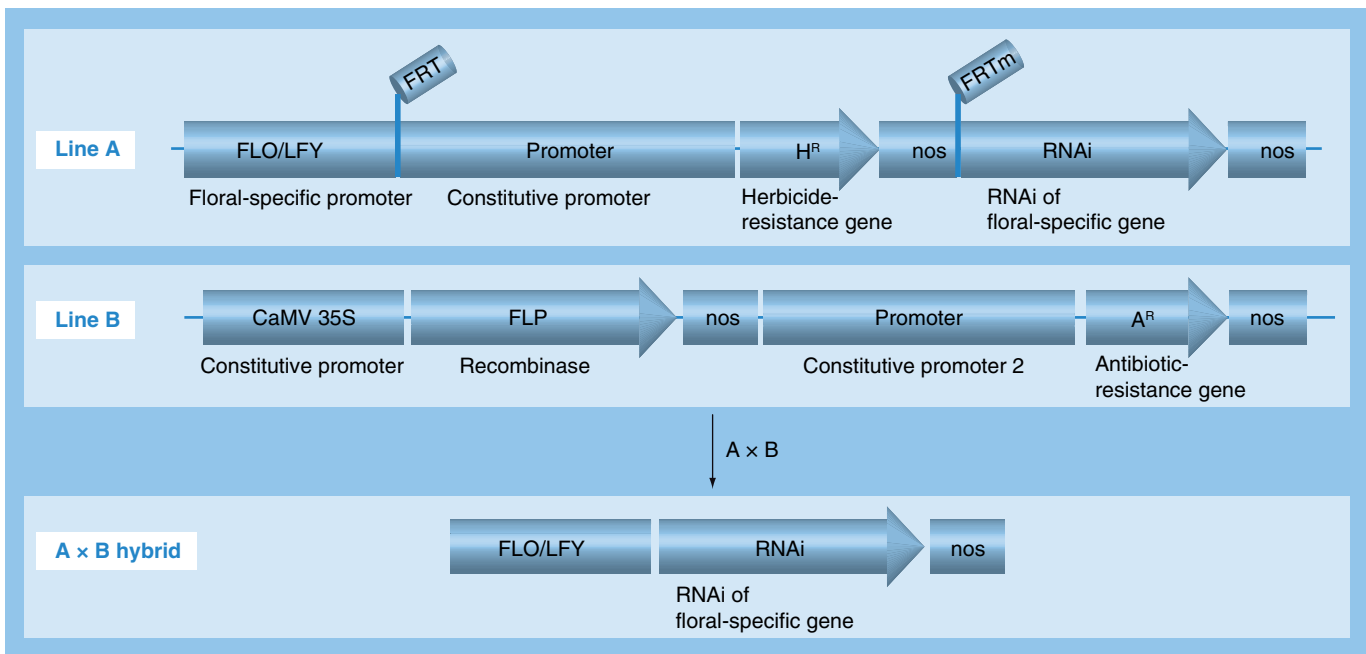 FRT
FRTm
Line A
FLO/LFY
Promoter
Hᴿ
nos
RNAi
nos
Floral-specific promoter
Constitutive promoter
Herbicide-
resistance gene
RNAi of
floral-specific gene
Line B
CaMV 35S
FLP
nos
Promoter
Aᴿ
nos
Constitutive promoter
Recombinase
Constitutive promoter 2
Antibiotic-
resistance gene
A × B
A × B hybrid
FLO/LFY
RNAi
nos
RNAi of
floral-specific gene